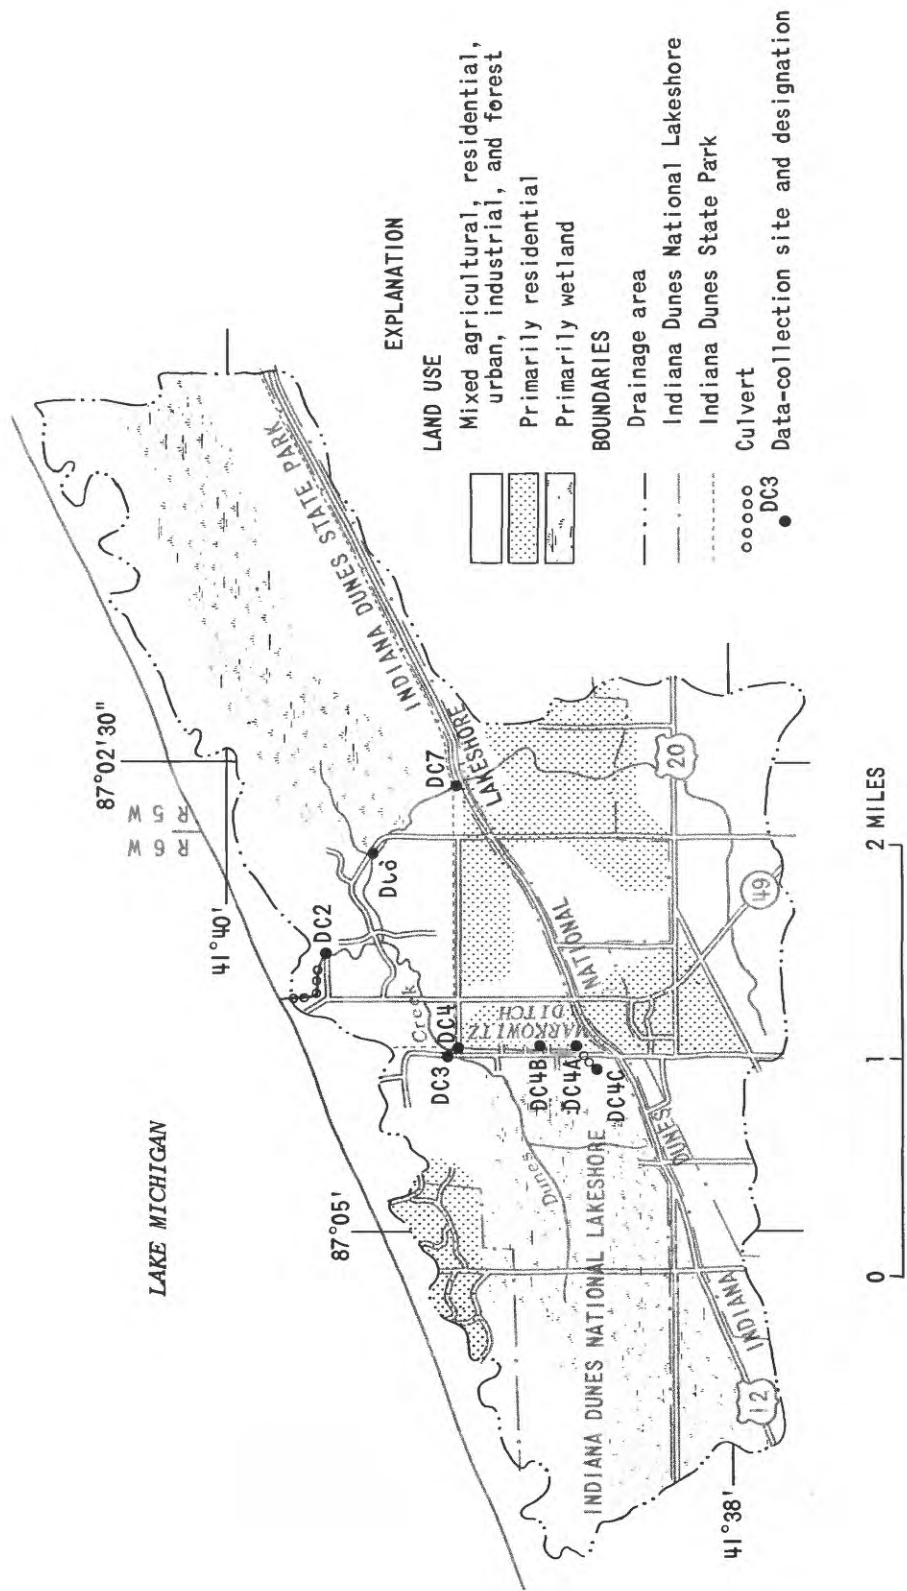 LAKE MICHIGAN
R 6 W
R 5 W
87°02'30"
41°40'
87°05'
41°38'
DC2
Creek
DC3
DC4
DC7
INDIANA DUNES STATE PARK
MARKOWITZ
DITCH
DC4B
DC4A
DC4C
Dunes
INDIANA DUNES NATIONAL LAKESHORE
INDIANA DUNES NATIONAL LAKESHORE
12
20
49
0 1 2 MILES
EXPLANATION
LAND USE
Mixed agricultural, residential,
urban, industrial, and forest
Primarily residential
Primarily wetland
BOUNDARIES
Drainage area
Indiana Dunes National Lakeshore
Indiana Dunes State Park
Culvert
DC3
Data-collection site and designation